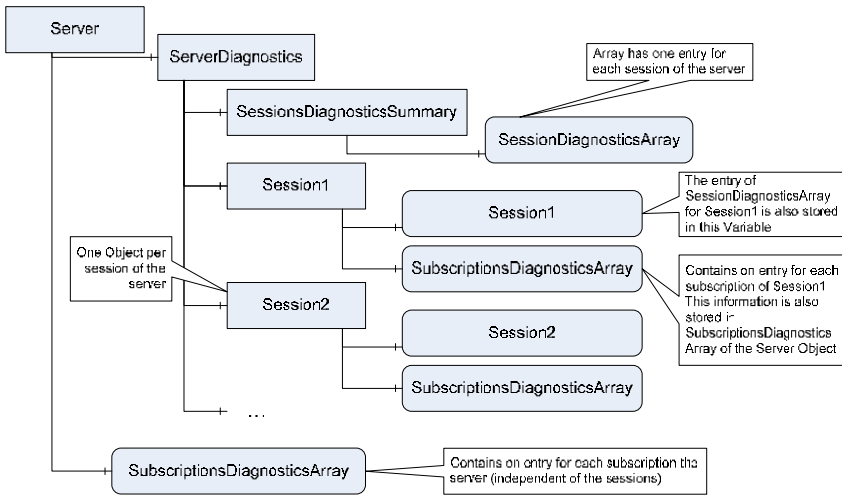 Server
ServerDiagnostics
Array has one entry for
each session of the server
SessionsDiagnosticsSummary
SessionDiagnosticsArray
Session1
The entry of
SessionDiagnosticsArray
for Session1 is also stored
in this Variable
Session1
One Object per
session of the
server
SubscriptionsDiagnosticsArray
Contains on entry for each
subscription of Session1
This information is also
stored in
SubscriptionsDiagnostics
Array of the Server Object
Session2
Session2
SubscriptionsDiagnosticsArray
...
SubscriptionsDiagnosticsArray
Contains on entry for each subscription the
server (independent of the sessions)